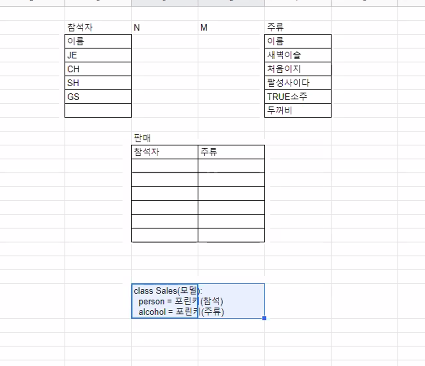 참석자 N M 주류
이름 이름
JE 새벽이슬
CH 처음이지
SH 딸성사이다
GS TRUE소주
두꺼비
판매
참석자 주류
class Sales(모델):
person = 포린키(참석)
alcohol = 포린키(주류)